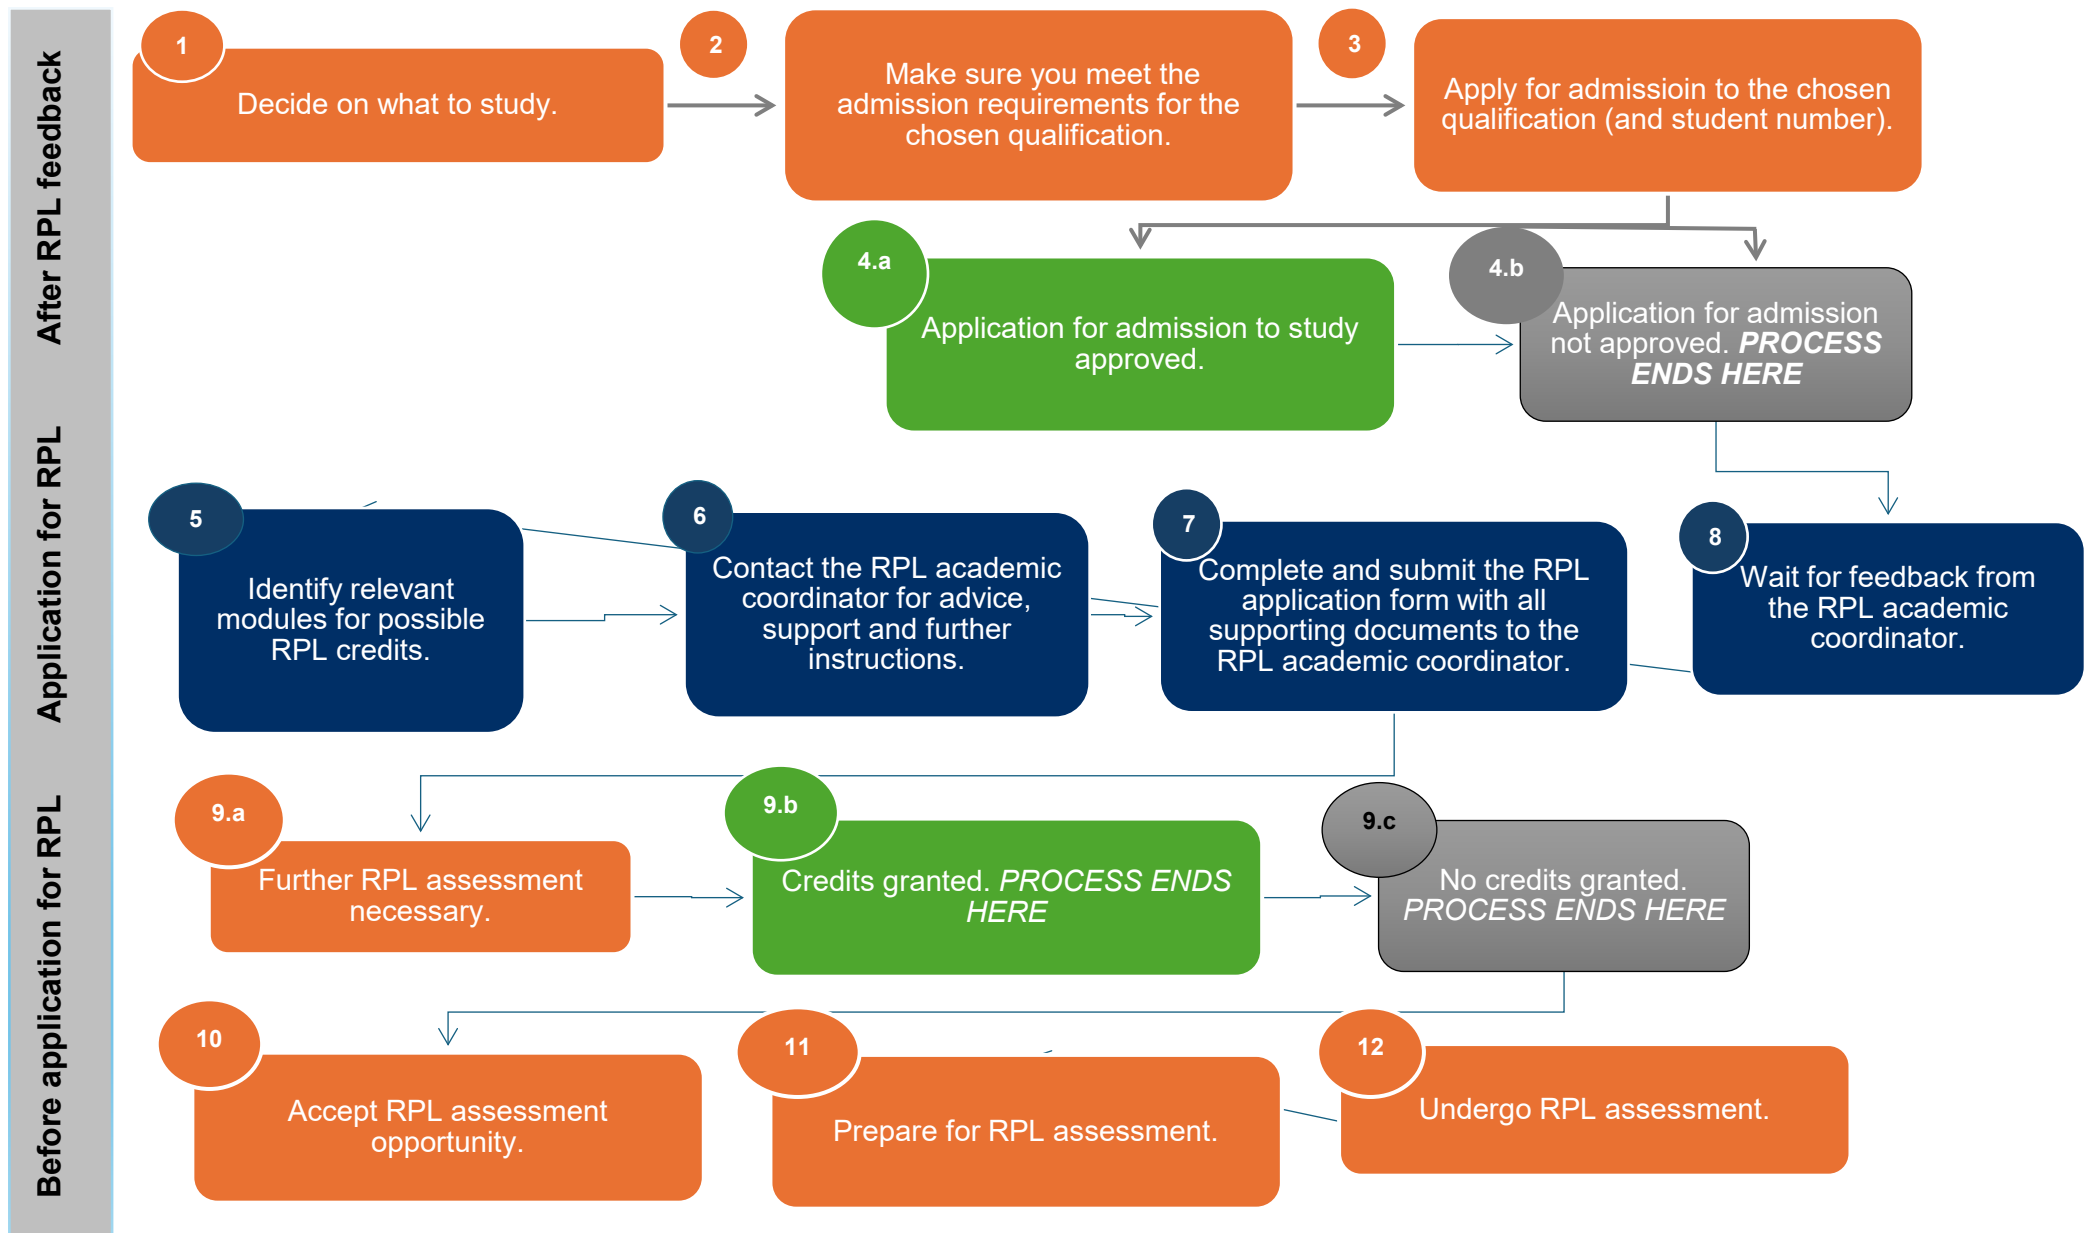 After RPL feedback
Application for RPL
Before application for RPL
1
Decide on what to study.
2
Make sure you meet the
admission requirements for the
chosen qualification.
3
Apply for admissioin to the chosen
qualification (and student number).
4.a
Application for admission to study
approved.
4.b
Application for admission
not approved. PROCESS
ENDS HERE
5
Identify relevant
modules for possible
RPL credits.
6
Contact the RPL academic
coordinator for advice,
support and further
instructions.
7
Complete and submit the RPL
application form with all
supporting documents to the
RPL academic coordinator.
8
Wait for feedback from
the RPL academic
coordinator.
9.a
Further RPL assessment
necessary.
9.b
Credits granted. PROCESS ENDS
HERE
9.c
No credits granted.
PROCESS ENDS HERE
10
Accept RPL assessment
opportunity.
11
Prepare for RPL assessment.
12
Undergo RPL assessment.